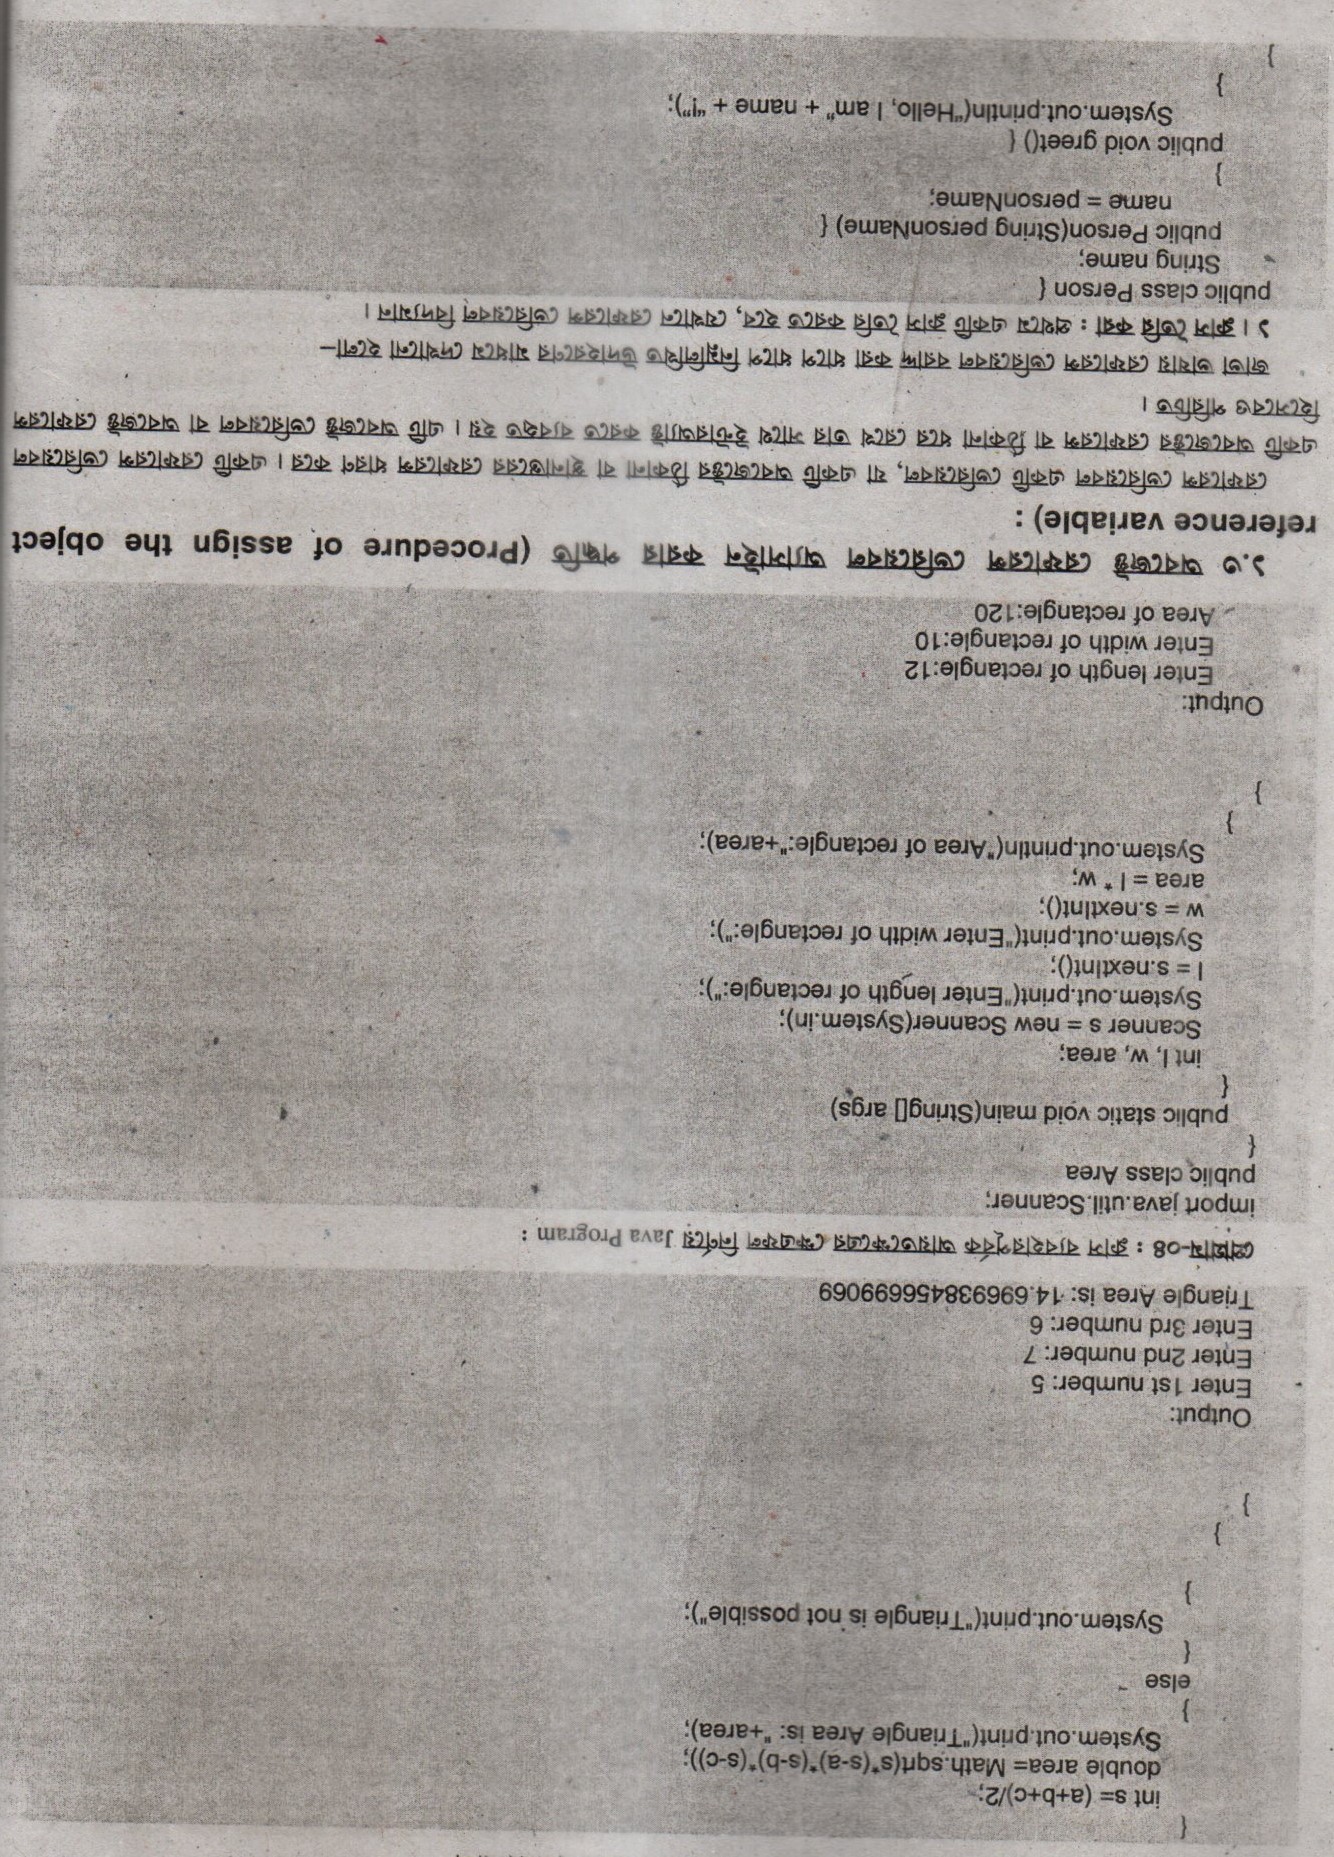 {
int s= (a+b+c)/2;
double area= Math.sqrt(s*(s-a)*(s-b)*(s-c));
System.out.print("Triangle Area is: "+area);
}
else
{
System.out.print("Triangle is not possible");
}
}
}
Output:
Enter 1st number: 5
Enter 2nd number: 7
Enter 3rd number: 6
Triangle Area is: 14.696938456699069
প্রোগ্রাম-০৪ : ক্লাস ব্যবহারপূর্বক আয়তক্ষেত্রের ক্ষেত্রফল নির্ণয়ে Java Program :
import java.util.Scanner;
public class Area
{
public static void main(String[] args)
{
int l, w, area;
Scanner s = new Scanner(System.in);
System.out.print("Enter length of rectangle:");
l = s.nextInt();
System.out.print("Enter width of rectangle:");
w = s.nextInt();
area = l * w;
System.out.println("Area of rectangle:"+area);
}
}
Output:
Enter length of rectangle:12
Enter width of rectangle:10
Area of rectangle:120
১.৩ অবজেক্ট রেফারেন্স ভেরিয়েবল অ্যাসাইন করার পদ্ধতি (Procedure of assign the object
reference variable) :
রেফারেন্স ভেরিয়েবল একটি ভেরিয়েবল, যা একটি অবজেক্টের ঠিকানা বা স্থানান্তরের রেফারেন্স ধারণ করে। একটি রেফারেন্স ভেরিয়েবল
একটি অবজেক্টের রেফারেন্স বা ঠিকানা ধরে রেখে তার সাথে ইন্টারঅ্যাক্ট করতে ব্যবহৃত হয়। এটি অবজেক্ট ভেরিয়েবল বা অবজেক্ট রেফারেন্স
হিসেবেও পরিচিত।
জাভা ভাষায় রেফারেন্স ভেরিয়েবল বরাদ্দ করা ধাপে ধাপে নিম্নলিখিত উদাহরণের মাধ্যমে দেখানো হলো–
১। ক্লাস তৈরি করা : প্রথমে একটি ক্লাস তৈরি করতে হবে, যেখানে রেফারেন্স ভেরিয়েবল বিদ্যমান।
public class Person {
String name;
public Person(String personName) {
name = personName;
}
public void greet() {
System.out.println(“Hello, I am” + name + “!”);
}
}